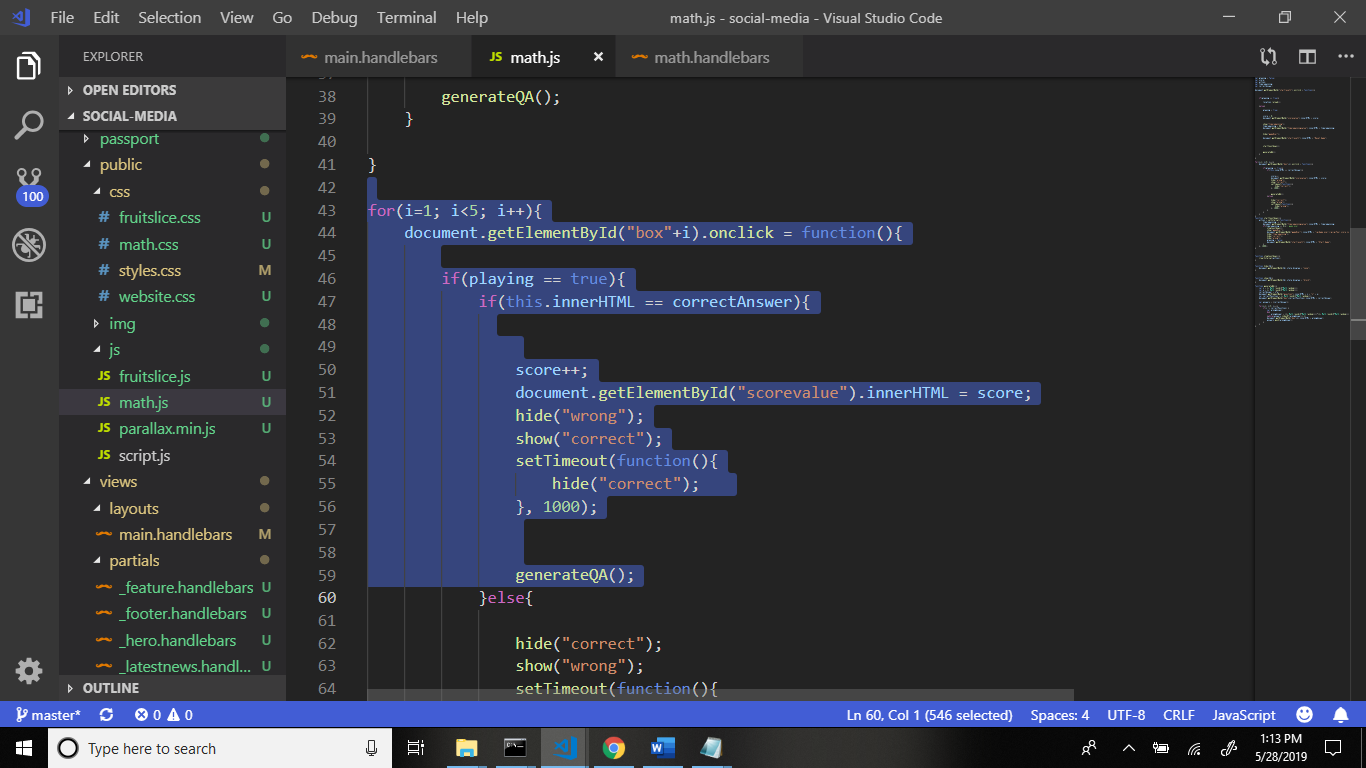 File Edit Selection View Go Debug Terminal Help math.js - social-media - Visual Studio Code
EXPLORER
OPEN EDITORS
SOCIAL-MEDIA
passport
public
css
# fruitslice.css U
# math.css U
# styles.css M
# website.css U
img
js
JS fruitslice.js U
JS math.js U
JS parallax.min.js U
JS script.js
views
layouts
main.handlebars M
partials
_feature.handlebars U
_footer.handlebars U
_hero.handlebars U
_latestnews.handl... U
OUTLINE
100
main.handlebars JS math.js math.handlebars
38 generateQA();
39 }
40
41 }
42
43 for(i=1; i<5; i++){
44 document.getElementById("box"+i).onclick = function(){
45
46 if(playing == true){
47 if(this.innerHTML == correctAnswer){
48
49
50 score++;
51 document.getElementById("scorevalue").innerHTML = score;
52 hide("wrong");
53 show("correct");
54 setTimeout(function(){
55 hide("correct");
56 }, 1000);
57
58
59 generateQA();
60 }else{
61
62 hide("correct");
63 show("wrong");
64 setTimeout(function(){
master* 0 0 Ln 60, Col 1 (546 selected) Spaces: 4 UTF-8 CRLF JavaScript
Type here to search
1:13 PM
5/28/2019